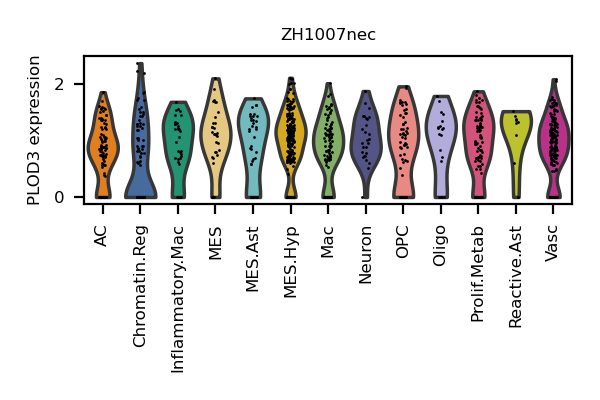 ZH1007nec
PLOD3 expression
2
0
AC
Chromatin.Reg
Inflammatory.Mac
MES
MES.Ast
MES.Hyp
Mac
Neuron
OPC
Oligo
Prolif.Metab
Reactive.Ast
Vasc